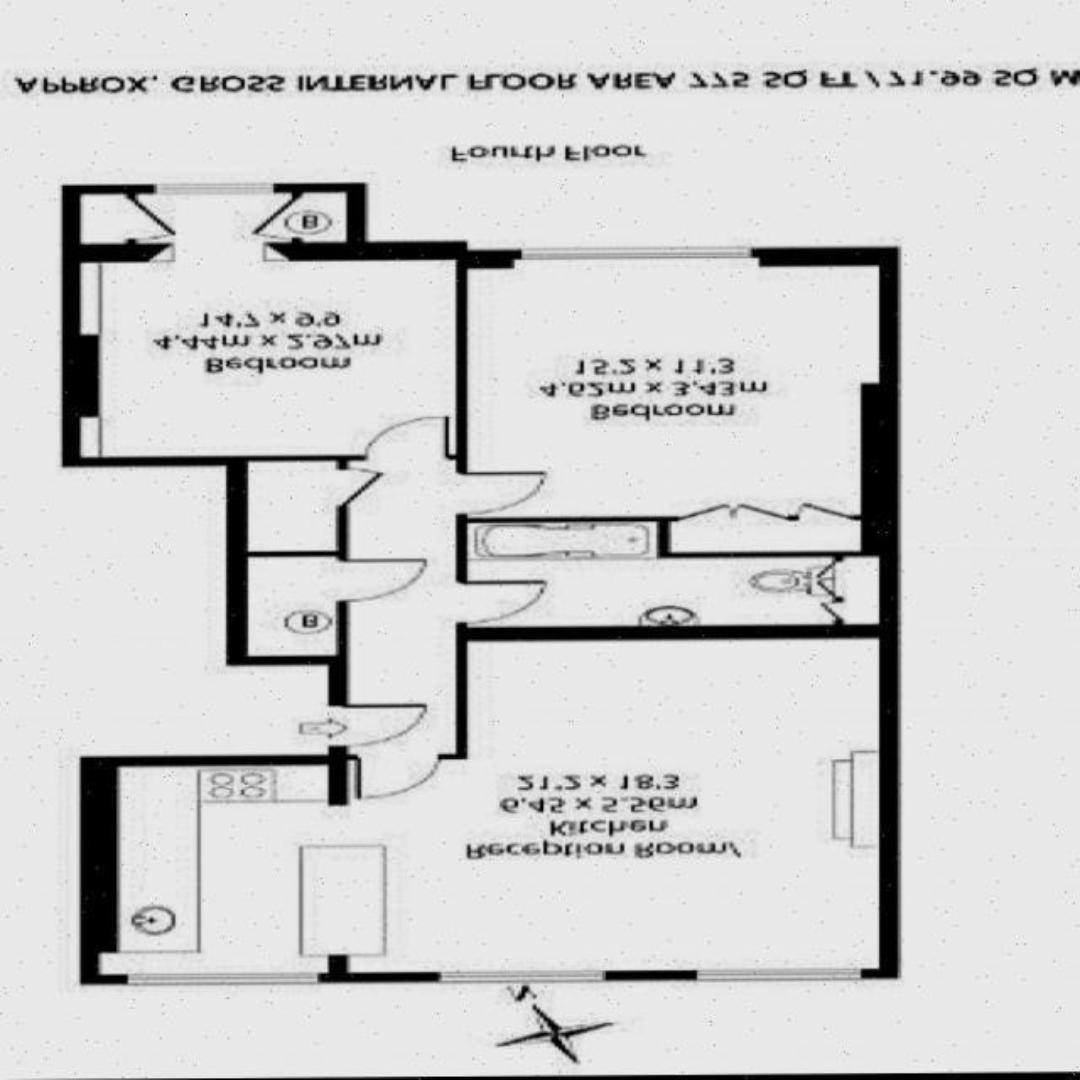 N
Reception Room/
Kitchen
6.45 x 5.56m
21'2 x 18'3
B
Bedroom
4.62m x 3.43m
15'2 x 11'3
Bedroom
4.44m x 2.97m
14'7 x 9'9
B
Fourth Floor
APPROX. GROSS INTERNAL FLOOR AREA 775 SQ FT / 71.99 SQ M